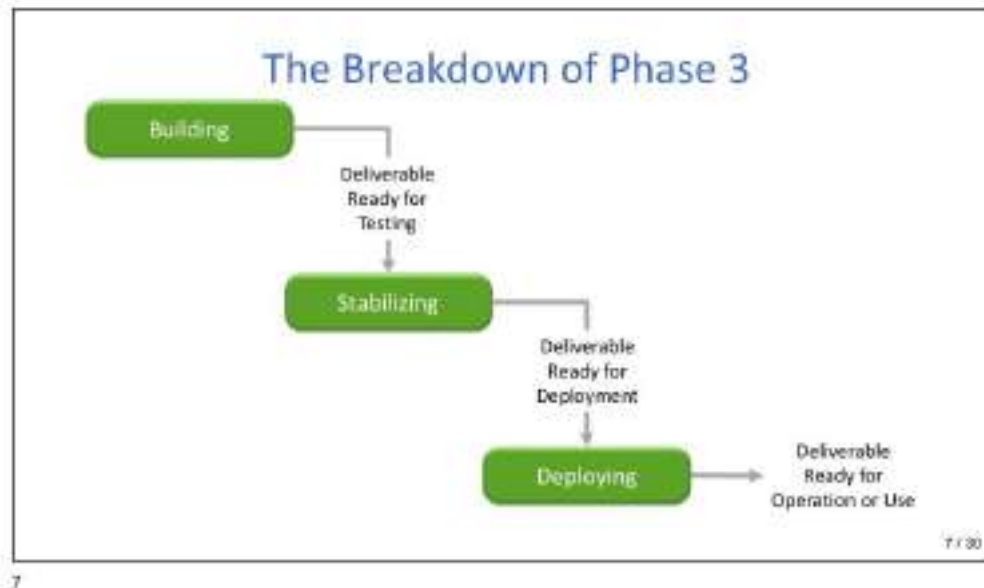 The Breakdown of Phase 3
Building
Deliverable
Ready for
Testing
Stabilizing
Deliverable
Ready for
Deployment
Deploying
Deliverable
Ready for
Operation or Use
7 / 30
7